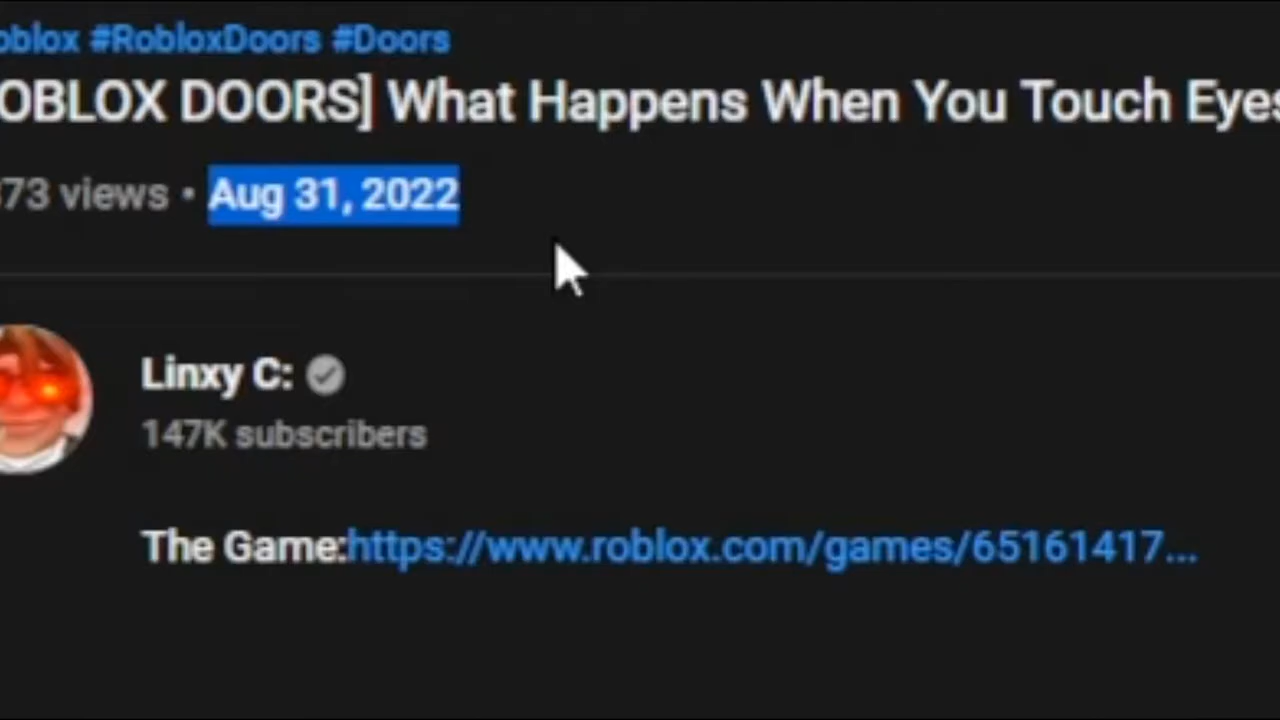 oblox #RobloxDoors #Doors
OBLOX DOORS] What Happens When You Touch Eyes
373 views • Aug 31, 2022
Linxy C:
147K subscribers
The Game:https://www.roblox.com/games/65161417...